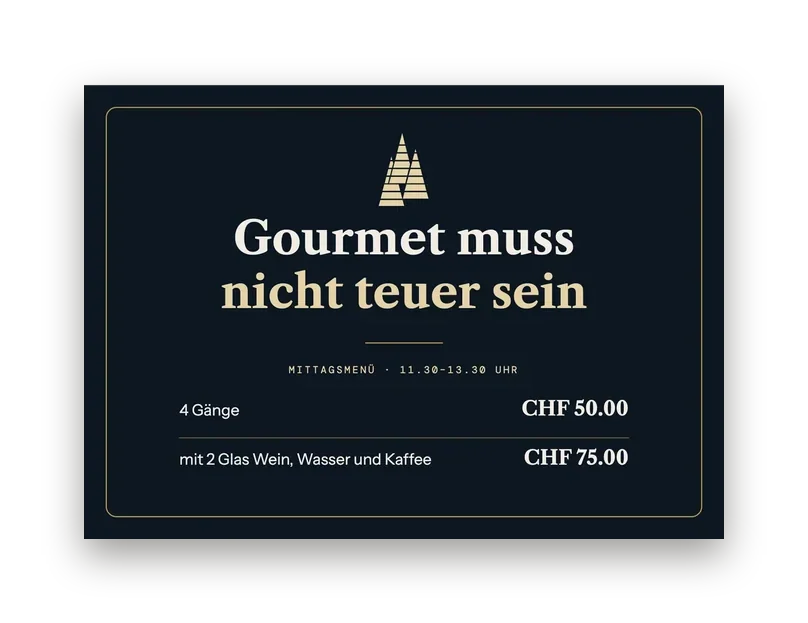 Gourmet muss
nicht teuer sein
MITTAGSMENÜ · 11.30–13.30 UHR
4 Gänge CHF 50.00
mit 2 Glas Wein, Wasser und Kaffee CHF 75.00